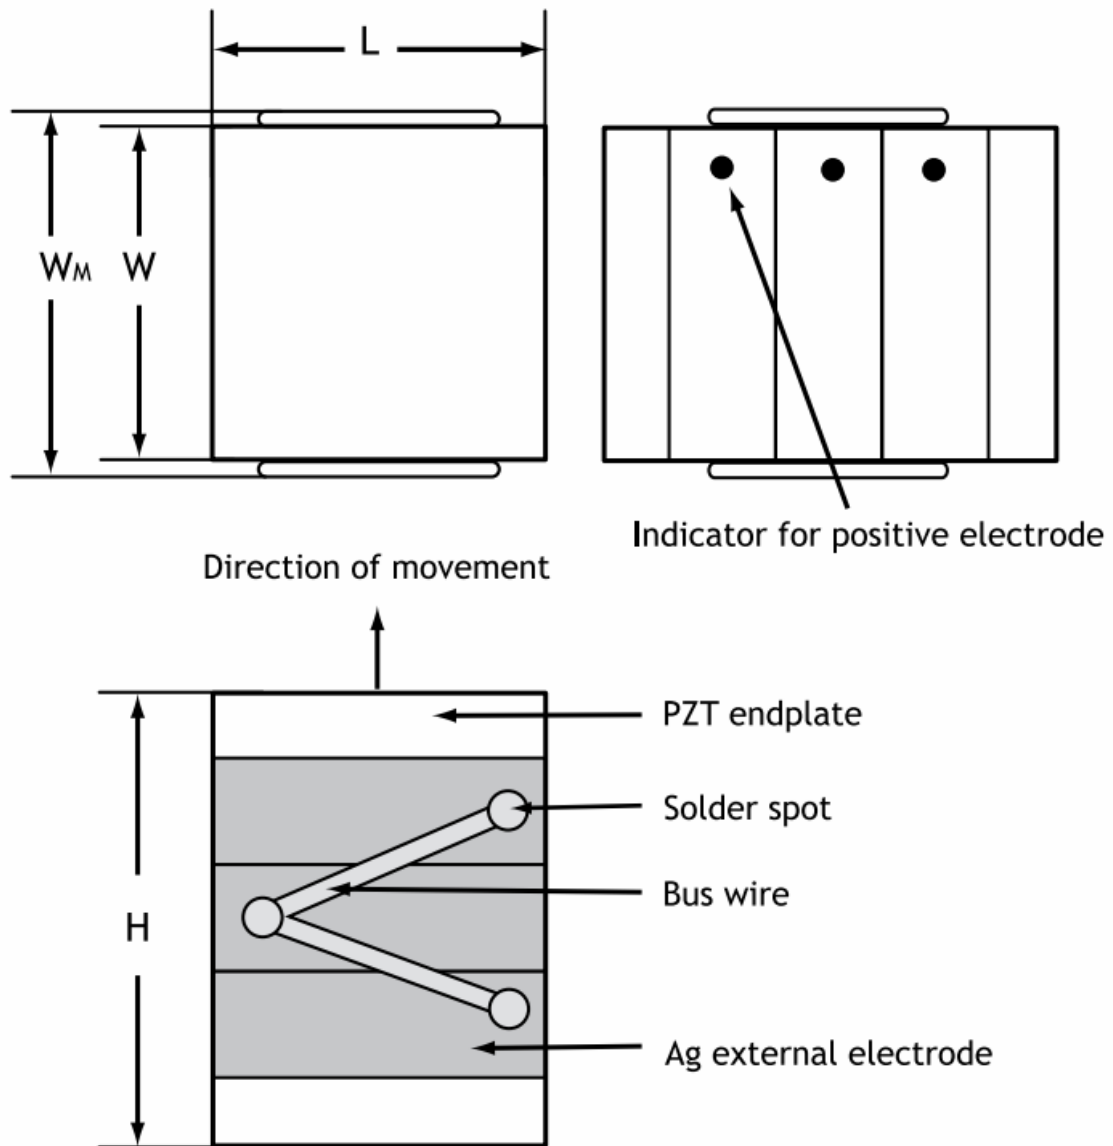 L
WM
W
Indicator for positive electrode
Direction of movement
PZT endplate
Solder spot
Bus wire
H
Ag external electrode